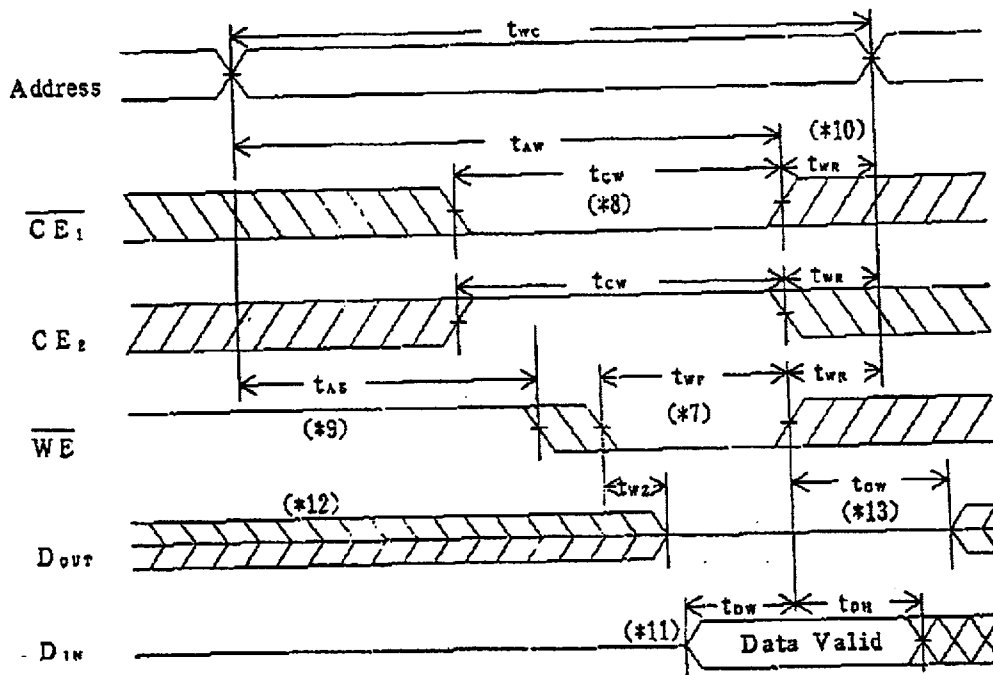 tWC
Address
tAW
(*10)
tCW
tWR
(*8)
CE1
tCW
tWR
CE2
tAS
tWP
tWR
(*9)
(*7)
WE
tWZ
tOW
(*12)
(*13)
DOUT
tDW
tDH
(*11)
Data Valid
DIN